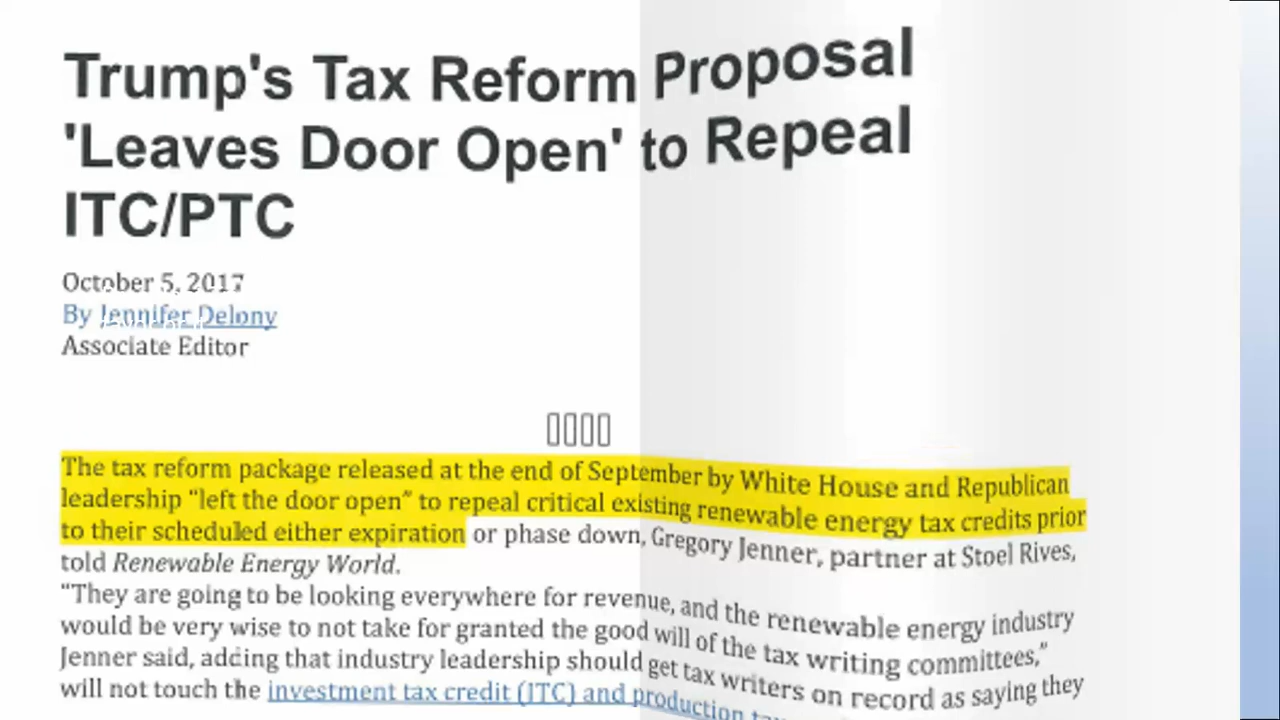 Trump's Tax Reform Proposal
'Leaves Door Open' to Repeal
ITC/PTC
October 5, 2017
By Jennifer Delony
Associate Editor
The tax reform package released at the end of September by White House and Republican
leadership “left the door open” to repeal critical existing renewable energy tax credits prior
to their scheduled either expiration or phase down, Gregory Jenner, partner at Stoel Rives,
told Renewable Energy World.
“They are going to be looking everywhere for revenue, and the renewable energy industry
would be very wise to not take for granted the good will of the tax writing committees,”
Jenner said, adding that industry leadership should get tax writers on record as saying they
will not touch the investment tax credit (ITC) and production